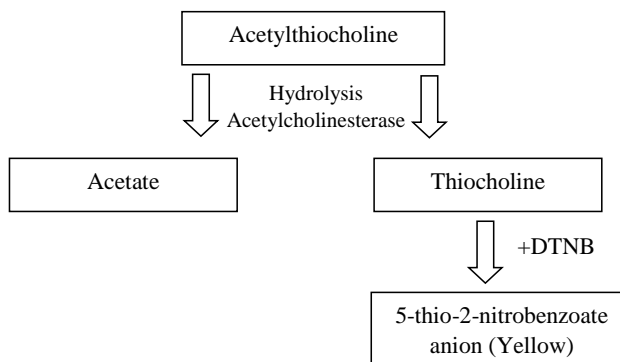 Acetylthiocholine
Hydrolysis
Acetylcholinesterase
Acetate
Thiocholine
+DTNB
5-thio-2-nitrobenzoate
anion (Yellow)